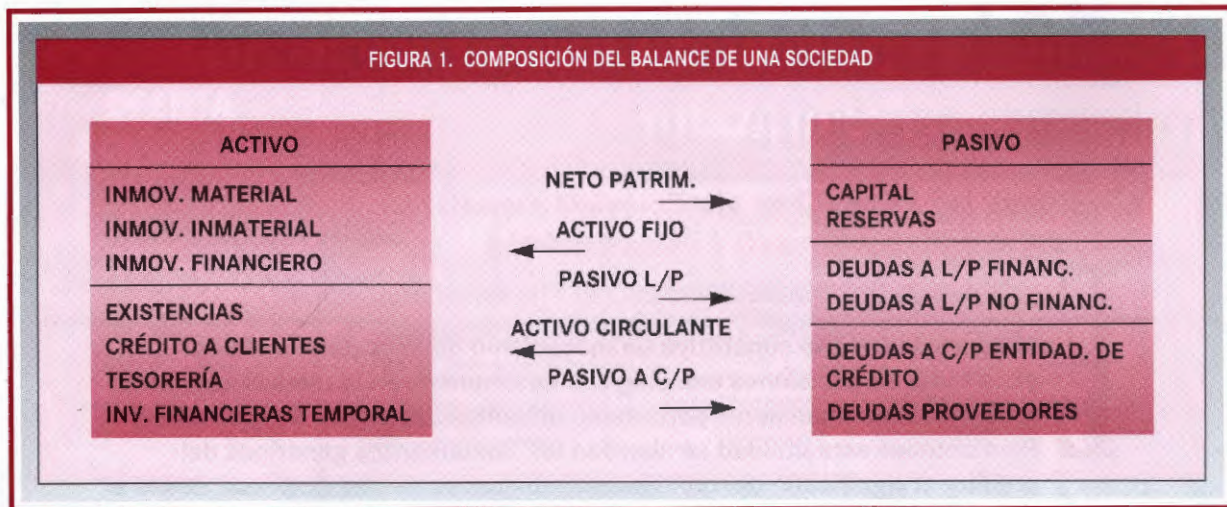 FIGURA 1. COMPOSICIÓN DEL BALANCE DE UNA SOCIEDAD
ACTIVO
INMOV. MATERIAL
INMOV. INMATERIAL
INMOV. FINANCIERO
EXISTENCIAS
CRÉDITO A CLIENTES
TESORERÍA
INV. FINANCIERAS TEMPORAL
NETO PATRIM.
ACTIVO FIJO
PASIVO L/P
ACTIVO CIRCULANTE
PASIVO A C/P
PASIVO
CAPITAL
RESERVAS
DEUDAS A L/P FINANC.
DEUDAS A L/P NO FINANC.
DEUDAS A C/P ENTIDAD. DE
CRÉDITO
DEUDAS PROVEEDORES